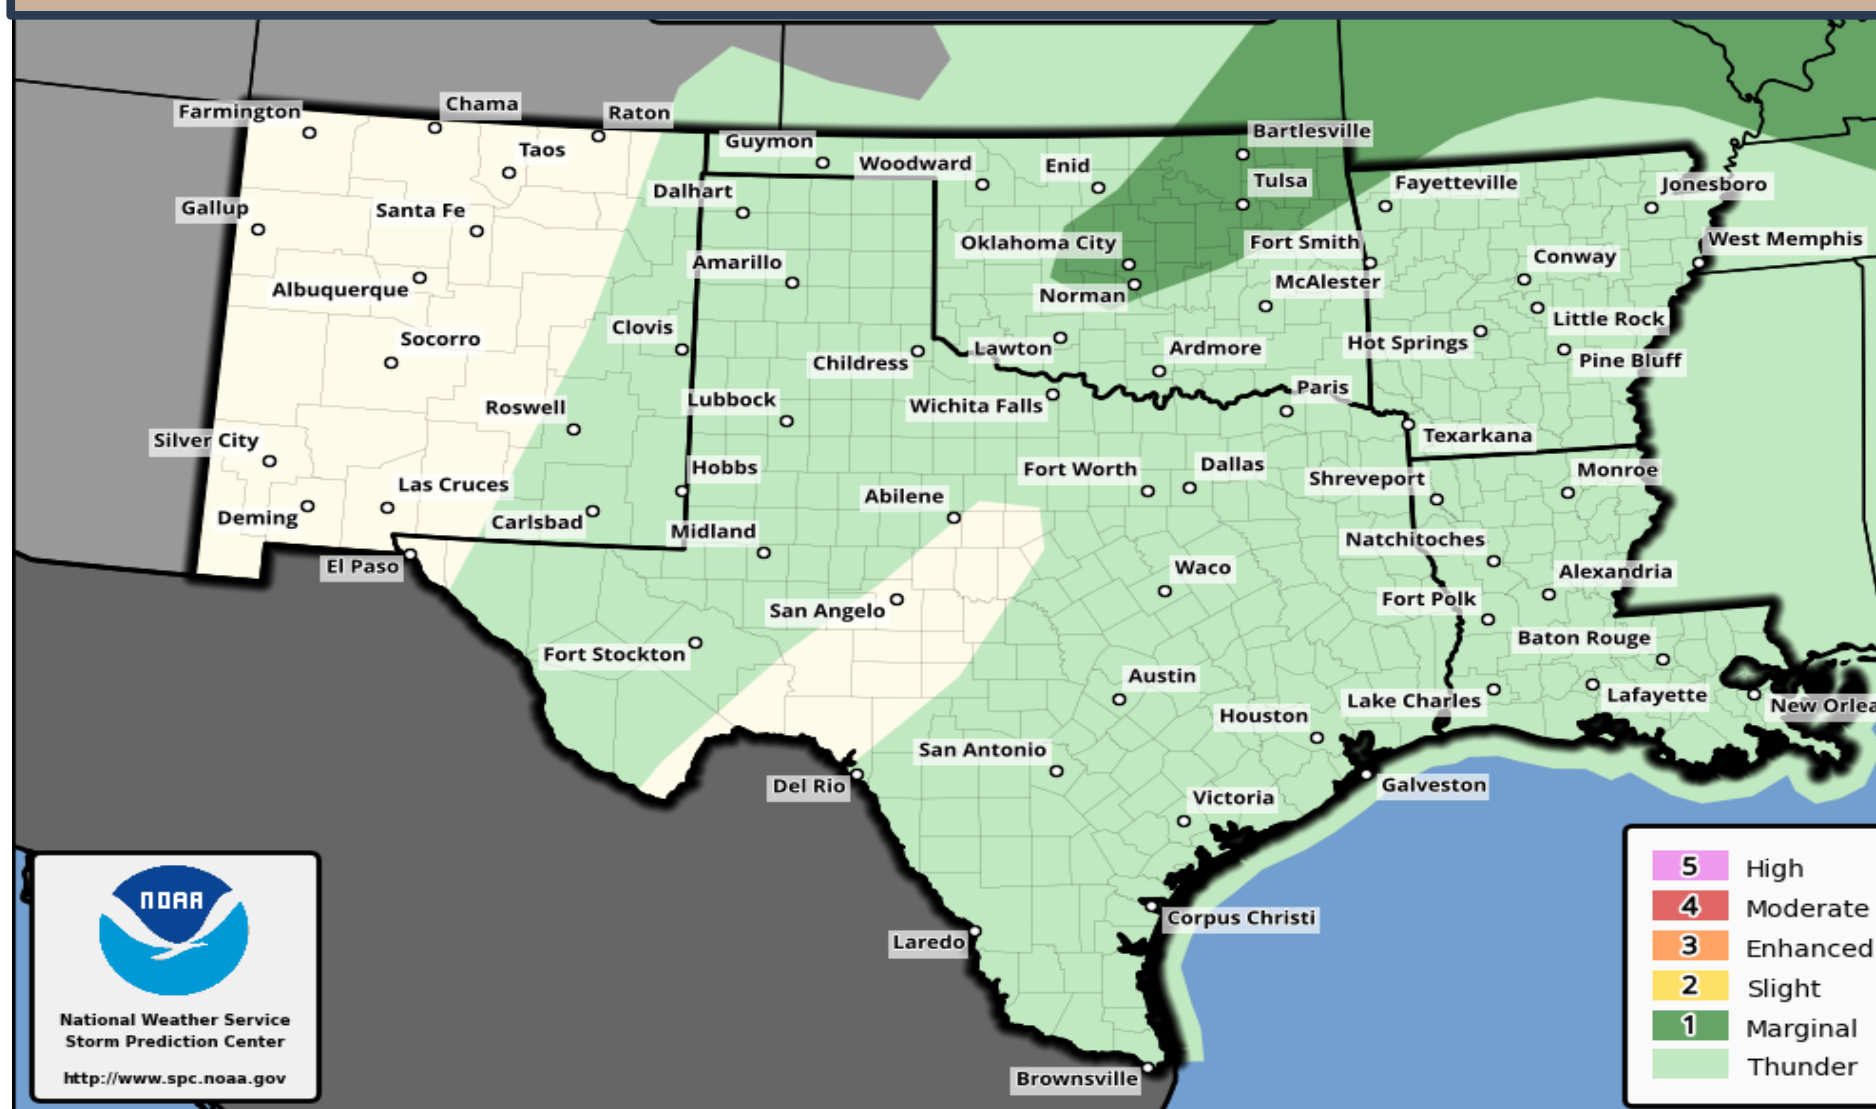 Farmington
Chama
Raton
Guymon
Bartlesville
Taos
Woodward
Enid
Tulsa
Fayetteville
Jonesboro
Dalhart
Gallup
Santa Fe
Oklahoma City
Fort Smith
West Memphis
Conway
Amarillo
McAlester
Albuquerque
Norman
Little Rock
Clovis
Socorro
Hot Springs
Pine Bluff
Childress
Lawton
Ardmore
Paris
Lubbock
Roswell
Wichita Falls
Texarkana
Silver City
Hobbs
Fort Worth
Dallas
Shreveport
Monroe
Las Cruces
Abilene
Deming
Carlsbad
Midland
Natchitoches
El Paso
Waco
Alexandria
San Angelo
Fort Polk
Baton Rouge
Fort Stockton
Austin
Lake Charles
Lafayette
New Orlea
Houston
San Antonio
Del Rio
Galveston
Victoria
Corpus Christi
Laredo
Brownsville
NOAA
National Weather Service
Storm Prediction Center
http://www.spc.noaa.gov
5 High
4 Moderate
3 Enhanced
2 Slight
1 Marginal
Thunder